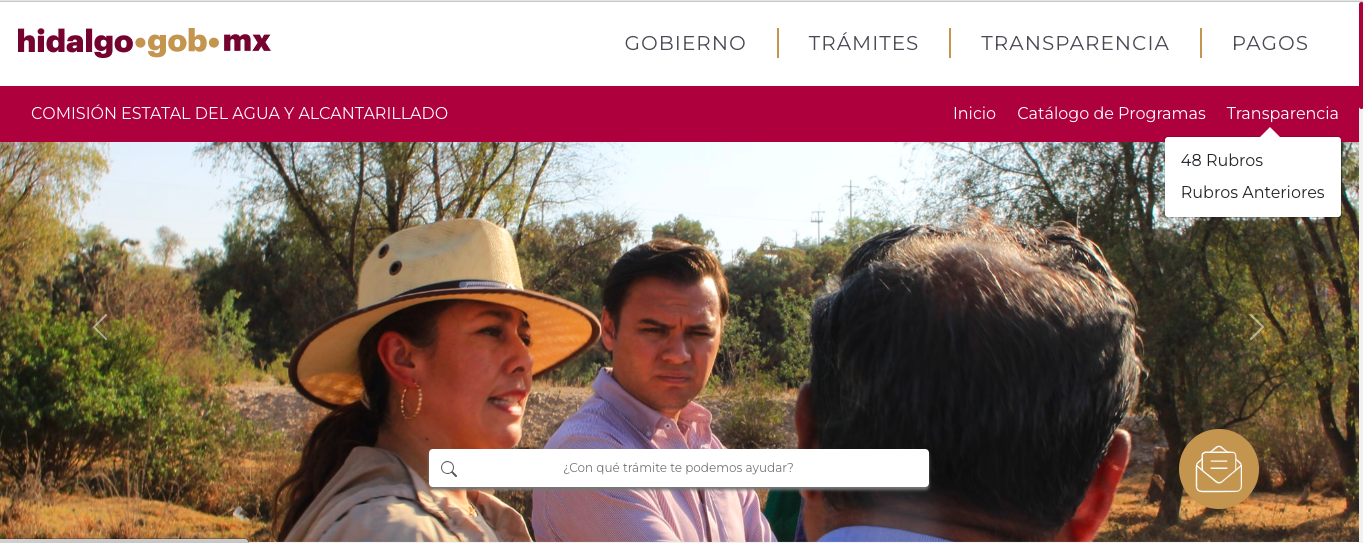 hidalgo•gob•mx
GOBIERNO TRÁMITES TRANSPARENCIA PAGOS
COMISIÓN ESTATAL DEL AGUA Y ALCANTARILLADO
Inicio Catálogo de Programas Transparencia
48 Rubros
Rubros Anteriores
¿Con qué trámite te podemos ayudar?